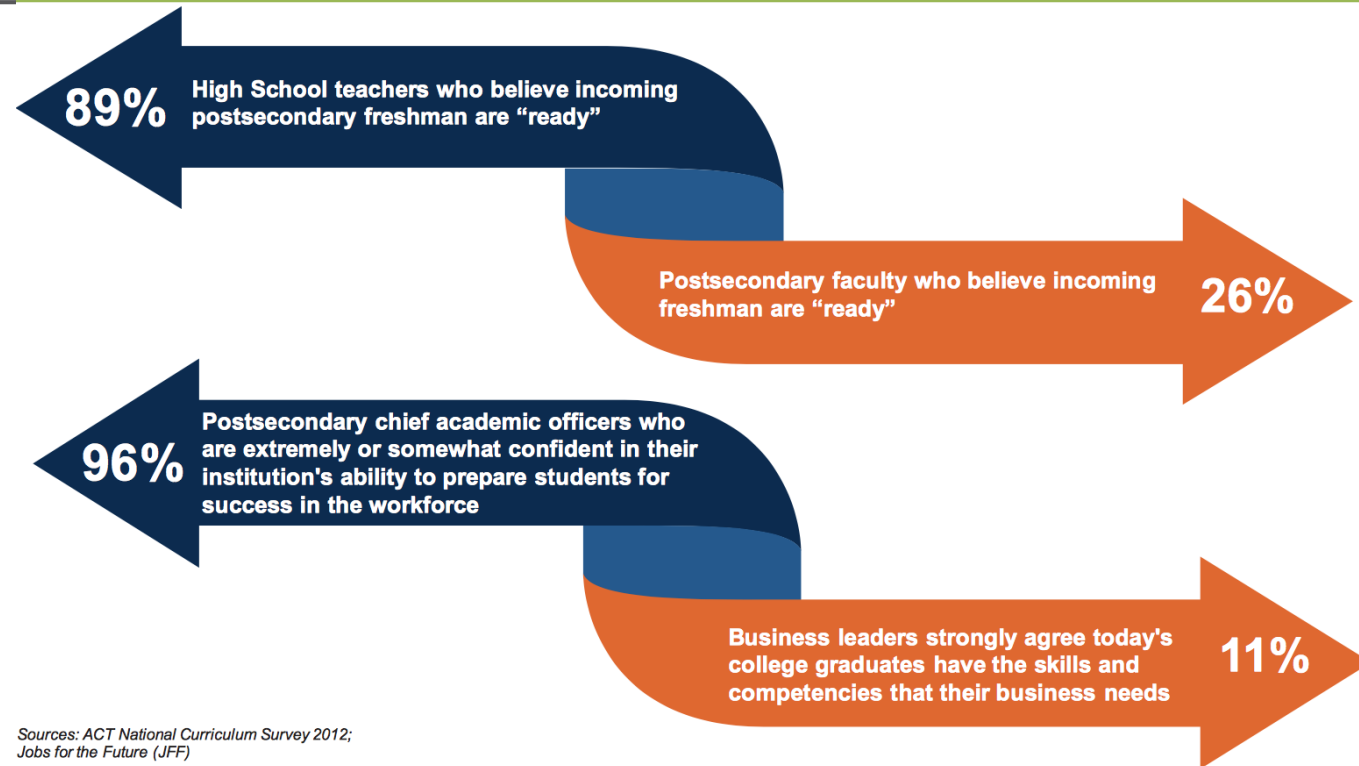 89%
High School teachers who believe incoming
postsecondary freshman are “ready”
Postsecondary faculty who believe incoming
freshman are “ready”
26%
96%
Postsecondary chief academic officers who
are extremely or somewhat confident in their
institution's ability to prepare students for
success in the workforce
Business leaders strongly agree today's
college graduates have the skills and
competencies that their business needs
11%
Sources: ACT National Curriculum Survey 2012;
Jobs for the Future (JFF)